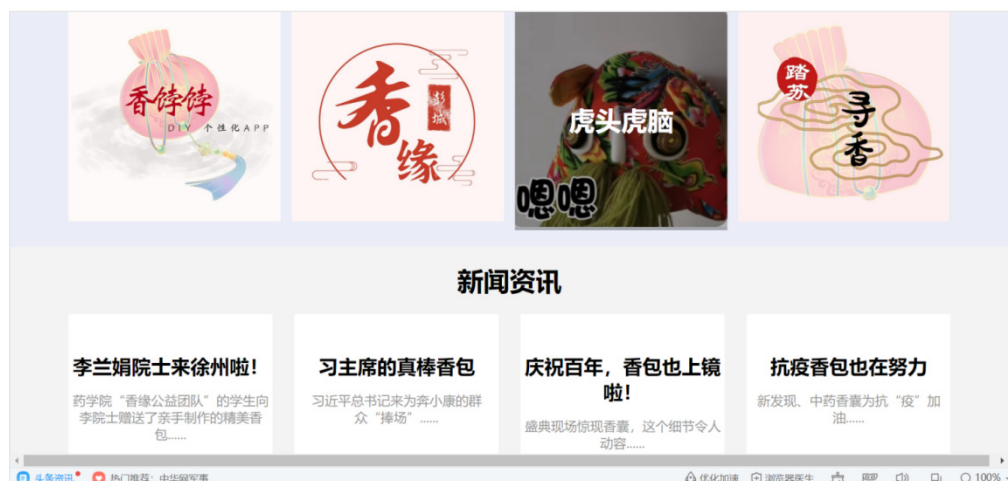 香饽饽
DIY 个性化APP
香缘
彭城
虎头虎脑
嗯嗯
踏苏
寻香
新闻资讯
李兰娟院士来徐州啦！
药学院“香缘公益团队”的学生向
李院士赠送了亲手制作的精美香
包......
习主席的真棒香包
习近平总书记来为奔小康的群
众“捧场”......
庆祝百年，香包也上镜
啦！
盛典现场惊现香囊，这个细节令人
动容......
抗疫香包也在努力
新发现、中药香囊为抗“疫”加
油......
头条资讯 热门推荐：中华网军事 优化加速 浏览器医生 100%